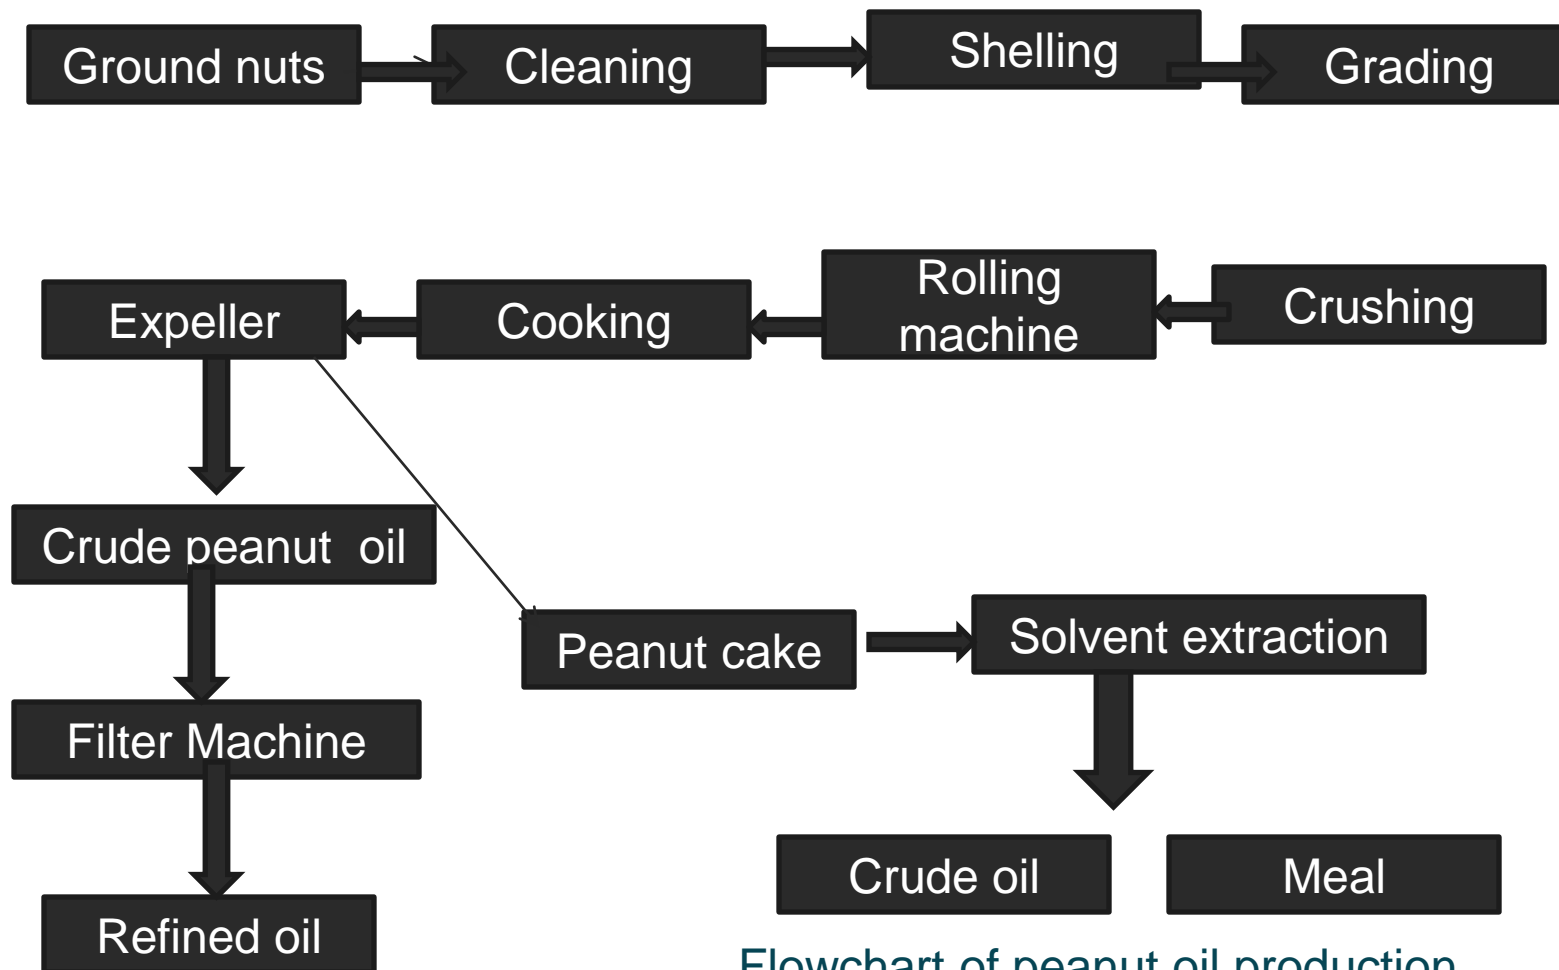 Ground nuts
Cleaning
Shelling
Grading
Expeller
Cooking
Rolling
machine
Crushing
Crude peanut  oil
Peanut cake
Solvent extraction
Filter Machine
Crude oil
Meal
Refined oil
Flowchart of peanut oil production